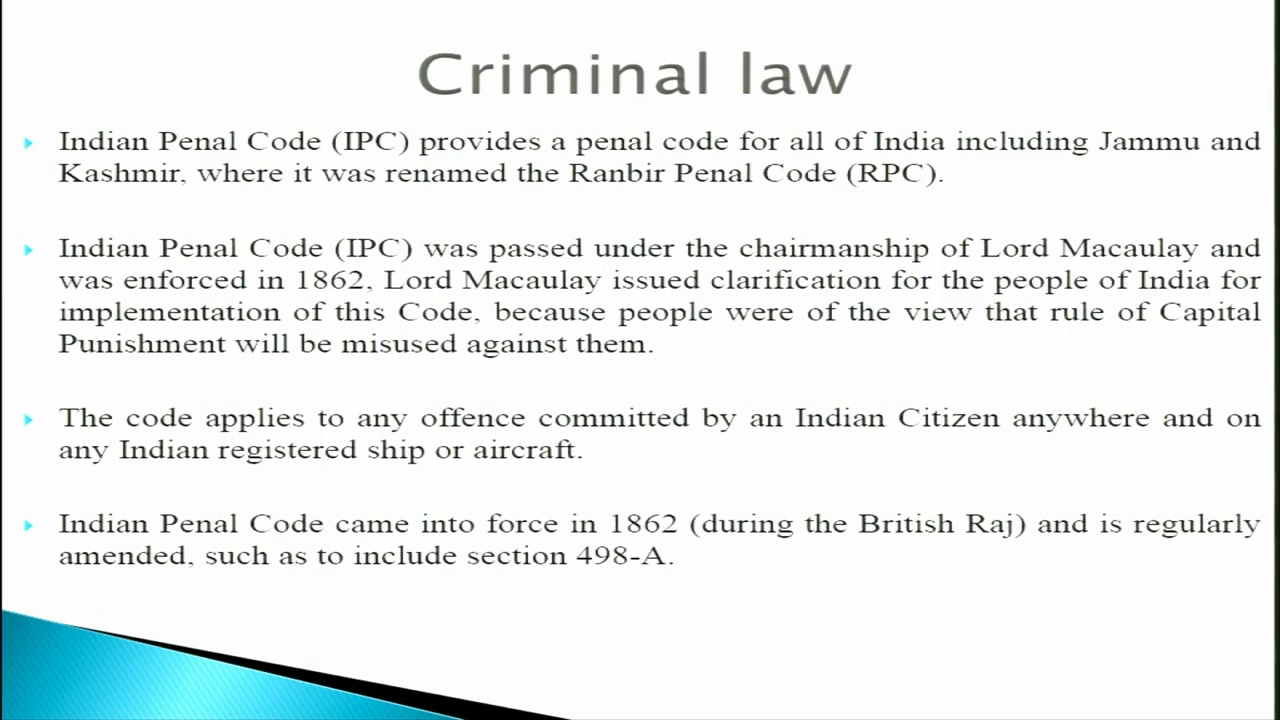 Criminal law
Indian Penal Code (IPC) provides a penal code for all of India including Jammu and
Kashmir, where it was renamed the Ranbir Penal Code (RPC).
Indian Penal Code (IPC) was passed under the chairmanship of Lord Macaulay and
was enforced in 1862, Lord Macaulay issued clarification for the people of India for
implementation of this Code, because people were of the view that rule of Capital
Punishment will be misused against them.
The code applies to any offence committed by an Indian Citizen anywhere and on
any Indian registered ship or aircraft.
Indian Penal Code came into force in 1862 (during the British Raj) and is regularly
amended, such as to include section 498-A.